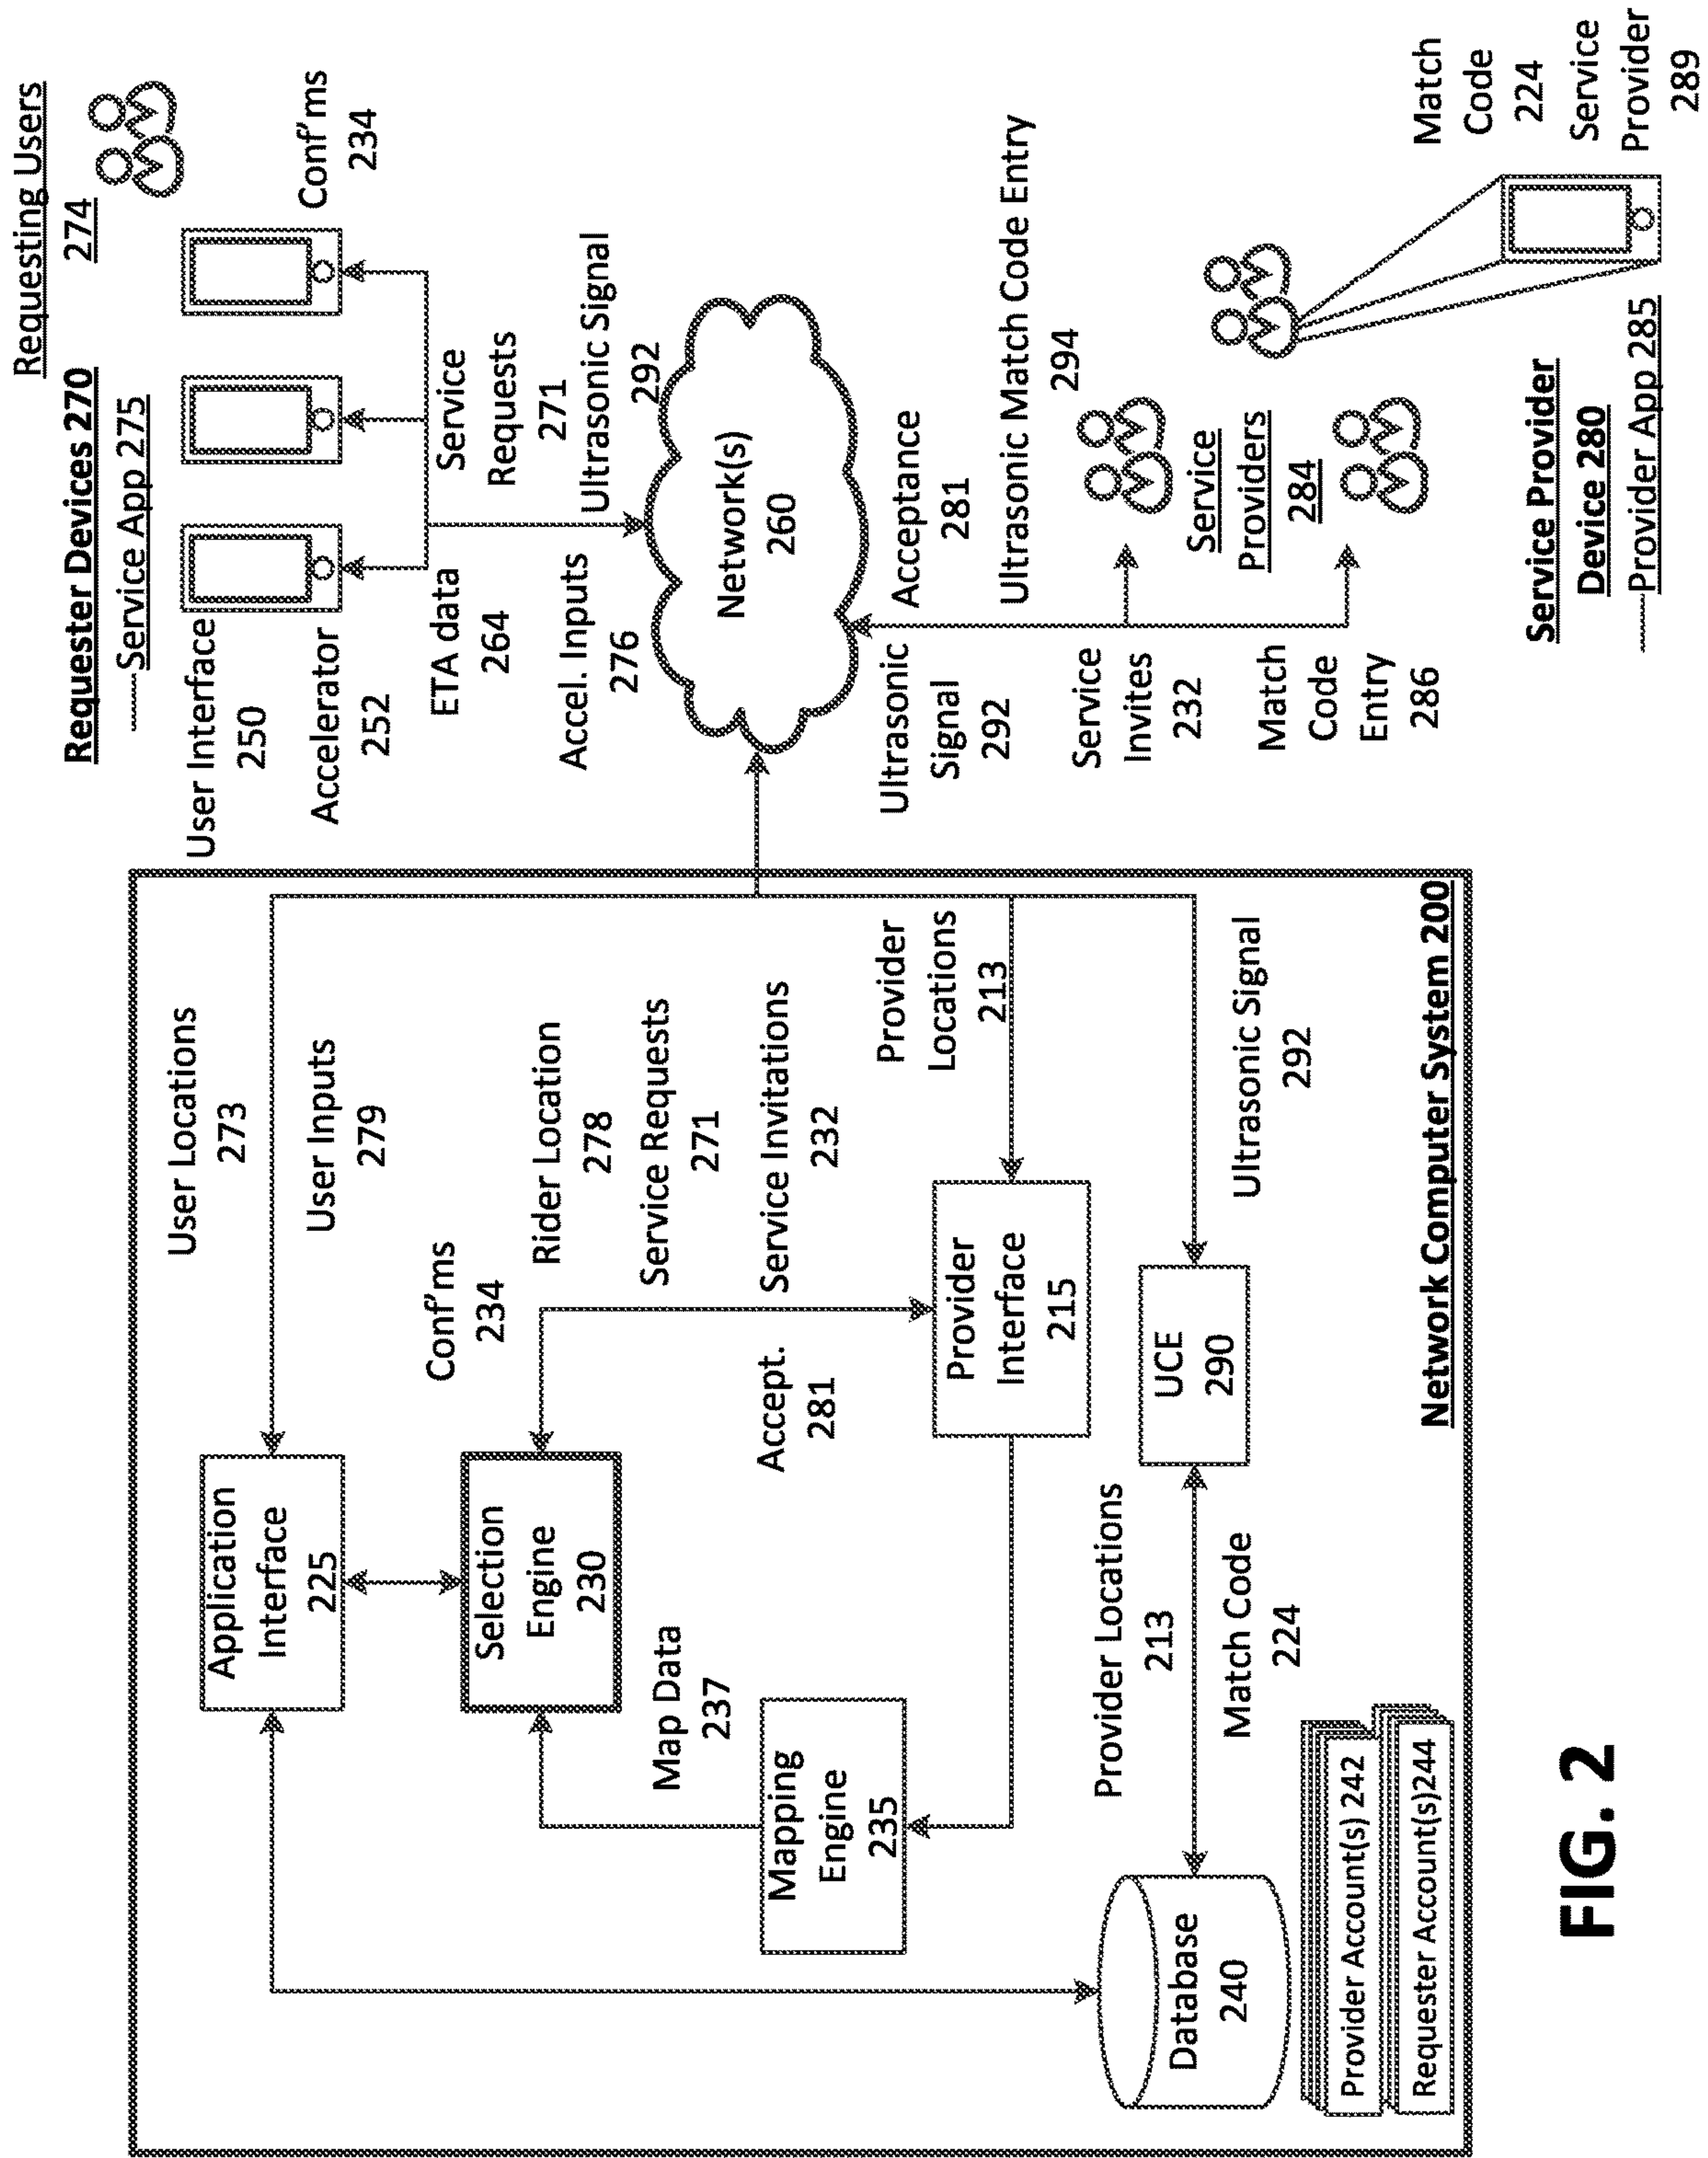 User Locations
273
User Inputs
279
Application
Interface
225
Conf'ms
234
Rider Location
278
Service Requests
271
Service Invitations
232
Selection
Engine
230
Accept.
281
Map Data
237
Mapping
Engine
235
Provider
Locations
213
Provider
Interface
215
UCE
290
Ultrasonic Signal
292
Provider Locations
213
Match Code
224
Database
240
Provider Account(s) 242
Requester Account(s)244
Network Computer System 200
Requester Devices 270
Service App 275
Requesting Users
274
User Interface
250
Accelerator
252
Conf'ms
234
ETA data
264
Service
Requests
271
Accel. Inputs
276
Ultrasonic Signal
292
Network(s)
260
Ultrasonic
Signal
292
Acceptance
281
Ultrasonic Match Code Entry
294
Service
Invites
232
Match
Code
Entry
286
Service
Providers
284
Service Provider
Device 280
Provider App 285
Match
Code
224
Service
Provider
289
FIG. 2